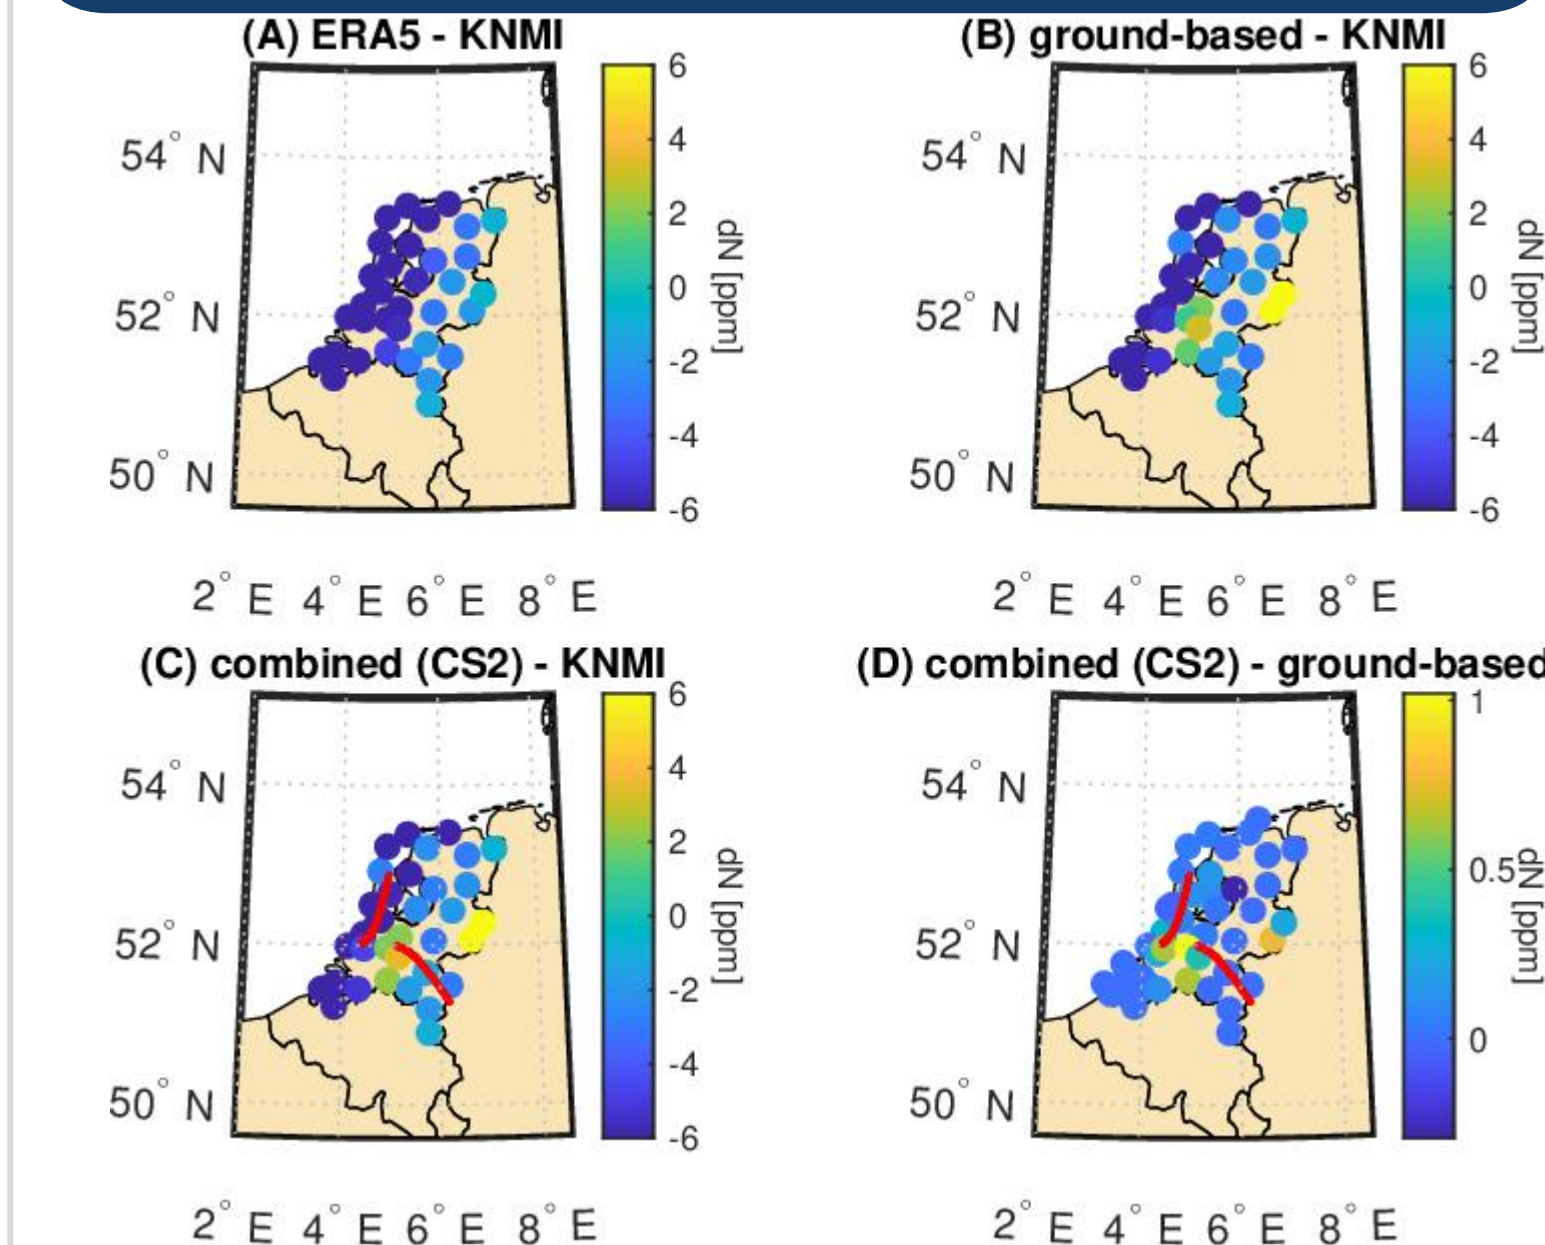 (A) ERA5 - KNMI
54° N
52° N
50° N
2° E 4° E 6° E 8° E
6
4
2
0
-2
-4
-6
dN [ppm]
(B) ground-based - KNMI
54° N
52° N
50° N
2° E 4° E 6° E 8° E
6
4
2
0
-2
-4
-6
dN [ppm]
(C) combined (CS2) - KNMI
54° N
52° N
50° N
2° E 4° E 6° E 8° E
6
4
2
0
-2
-4
-6
dN [ppm]
(D) combined (CS2) - ground-based
54° N
52° N
50° N
2° E 4° E 6° E 8° E
1
0.5
0
dN [ppm]